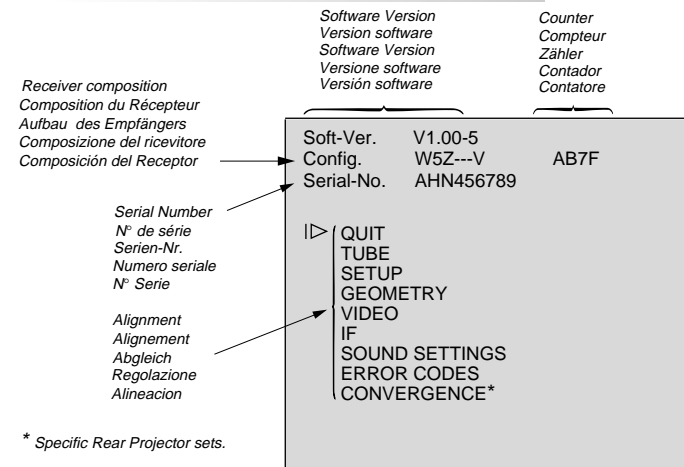 Software Version
Version software
Software Version
Versione software
Versión software
Counter
Compteur
Zähler
Contador
Contatore
Receiver composition
Composition du Récepteur
Aufbau des Empfängers
Composizione del ricevitore
Composición del Receptor
Soft-Ver. V1.00-5
Config. W5Z---V AB7F
Serial-No. AHN456789
Serial Number
N° de série
Serien-Nr.
Numero seriale
N° Serie
QUIT
TUBE
SETUP
GEOMETRY
VIDEO
IF
SOUND SETTINGS
ERROR CODES
CONVERGENCE*
Alignment
Alignement
Abgleich
Regolazione
Alineacion
* Specific Rear Projector sets.